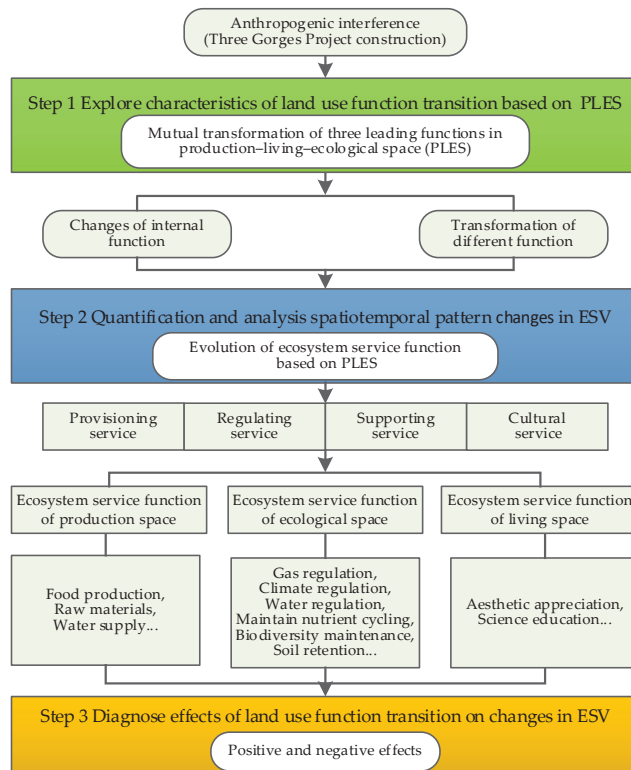 Anthropogenic interference
(Three Gorges Project construction)
Step 1 Explore characteristics of land use function transition based on PLES
Mutual transformation of three leading functions in
production–living–ecological space (PLES)
Changes of internal
function
Transformation of
different function
Step 2 Quantification and analysis spatiotemporal pattern changes in ESV
Evolution of ecosystem service function
based on PLES
Provisioning
service
Regulating
service
Supporting
service
Cultural
service
Ecosystem service function
of production space
Ecosystem service function
of ecological space
Ecosystem service function
of living space
Food production,
Raw materials,
Water supply...
Gas regulation,
Climate regulation,
Water regulation,
Maintain nutrient cycling,
Biodiversity maintenance,
Soil retention...
Aesthetic appreciation,
Science education...
Step 3 Diagnose effects of land use function transition on changes in ESV
Positive and negative effects